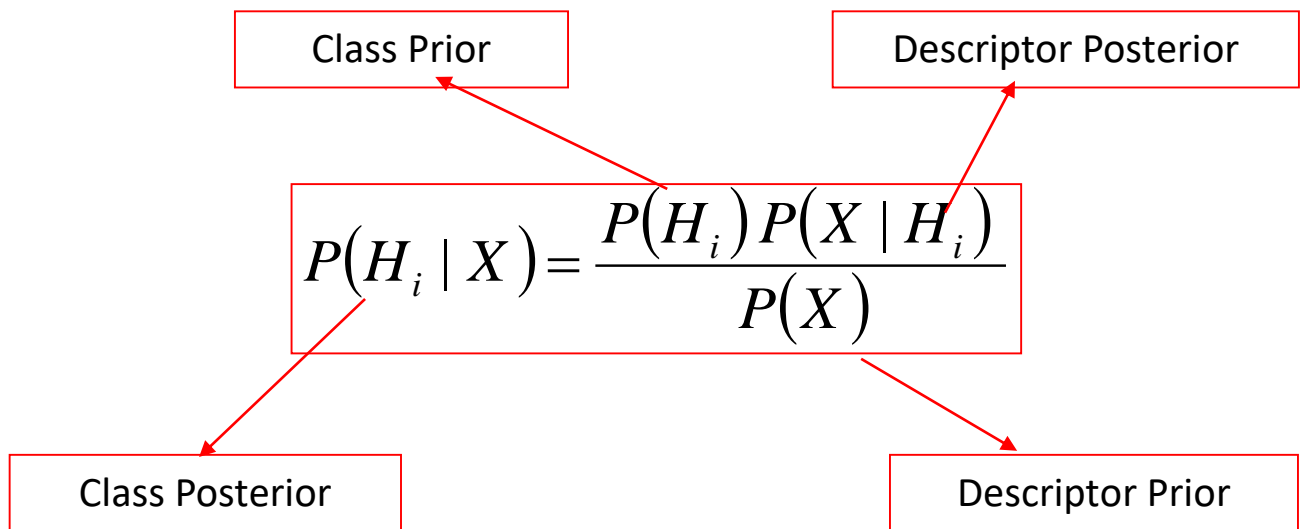 Class Prior
Descriptor Posterior
P(H_i | X) = P(H_i) P(X | H_i) / P(X)
Class Posterior
Descriptor Prior